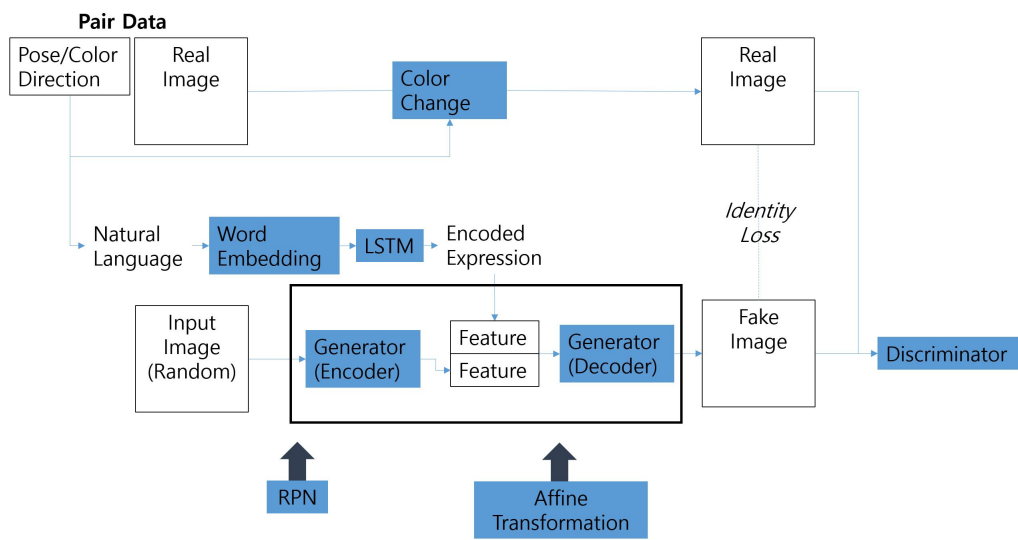 Pair Data
Pose/Color
Direction
Real
Image
Color
Change
Real
Image
Identity
Loss
Natural
Language
Word
Embedding
LSTM
Encoded
Expression
Input
Image
(Random)
Generator
(Encoder)
Feature
Feature
Generator
(Decoder)
Fake
Image
Discriminator
RPN
Affine
Transformation